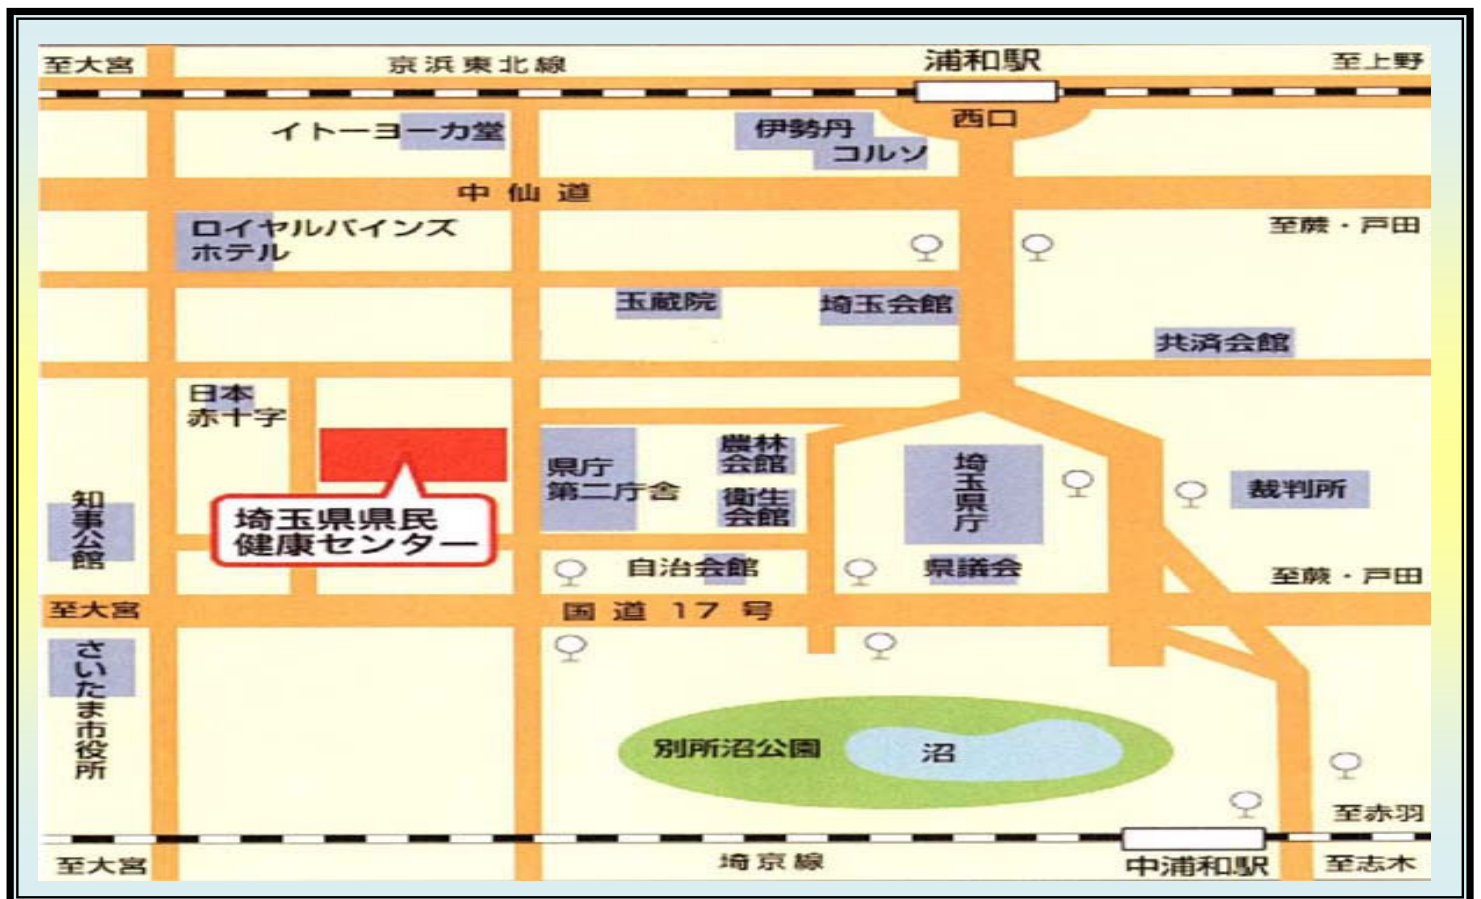 至大宮
京浜東北線
浦和駅
至上野
西口
イトーヨーカ堂
伊勢丹
コルソ
中仙道
ロイヤルパインズ
ホテル
至蕨・戸田
玉蔵院
埼玉会館
共済会館
日本
赤十字
県庁
第二庁舎
農林
会館
衛生
会館
埼玉県庁
裁判所
知事公館
埼玉県県民
健康センター
自治会館
県議会
至蕨・戸田
至大宮
国道17号
さいたま市役所
別所沼公園
沼
至赤羽
至大宮
埼京線
中浦和駅
至志木